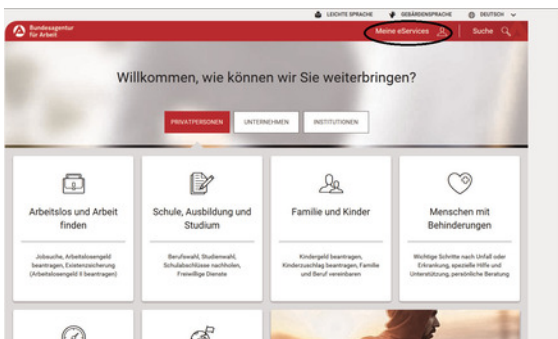 LEICHTE SPRACHE GEBÄRDENSPRACHE DEUTSCH
Bundesagentur
für Arbeit
Meine eServices Suche
Willkommen, wie können wir Sie weiterbringen?
PRIVATPERSONEN UNTERNEHMEN INSTITUTIONEN
Arbeitslos und Arbeit
finden
Jobsuche, Arbeitslosengeld
beantragen, Existenzsicherung
(Arbeitslosengeld II beantragen)
Schule, Ausbildung und
Studium
Berufswahl, Studienwahl,
Schulabschlüsse nachholen,
Freiwillige Dienste
Familie und Kinder
Kindergeld beantragen,
Kinderzuschlag beantragen, Familie
und Beruf vereinbaren
Menschen mit
Behinderungen
Wichtige Schritte nach Unfall oder
Erkrankung, spezielle Hilfe und
Unterstützung, persönliche Beratung